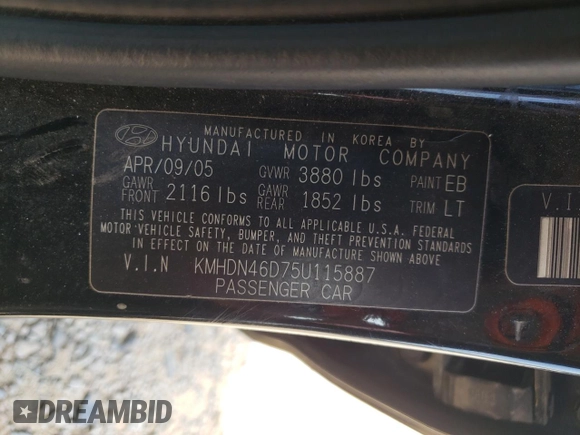 MANUFACTURED IN KOREA BY
HYUNDAI MOTOR COMPANY
APR/09/05 GVWR 3880 lbs PAINT EB
GAWR FRONT 2116 lbs GAWR REAR 1852 lbs TRIM LT
THIS VEHICLE CONFORMS TO ALL APPLICABLE U.S.A. FEDERAL
MOTOR VEHICLE SAFETY, BUMPER, AND THEFT PREVENTION STANDARDS
IN EFFECT ON THE DATE OF MANUFACTURE SHOWN ABOVE
V.I.N KMHDN46D75U115887
PASSENGER CAR
V.I
DREAMBID